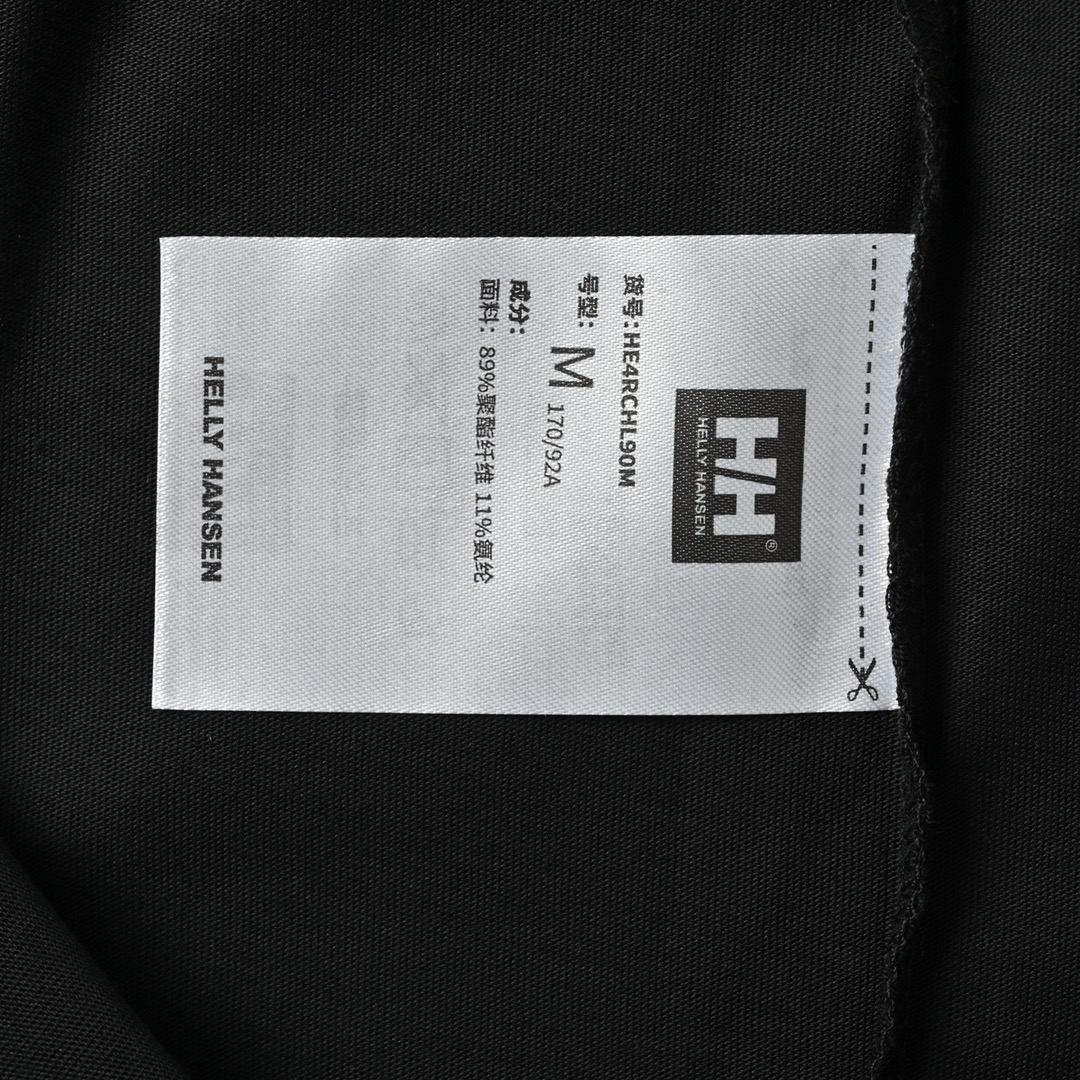 H/H®
HELLY HANSEN
货号:HE4RCHL90M
号型: M 170/92A
成分:
面料: 89%聚酯纤维 11%氨纶
HELLY HANSEN